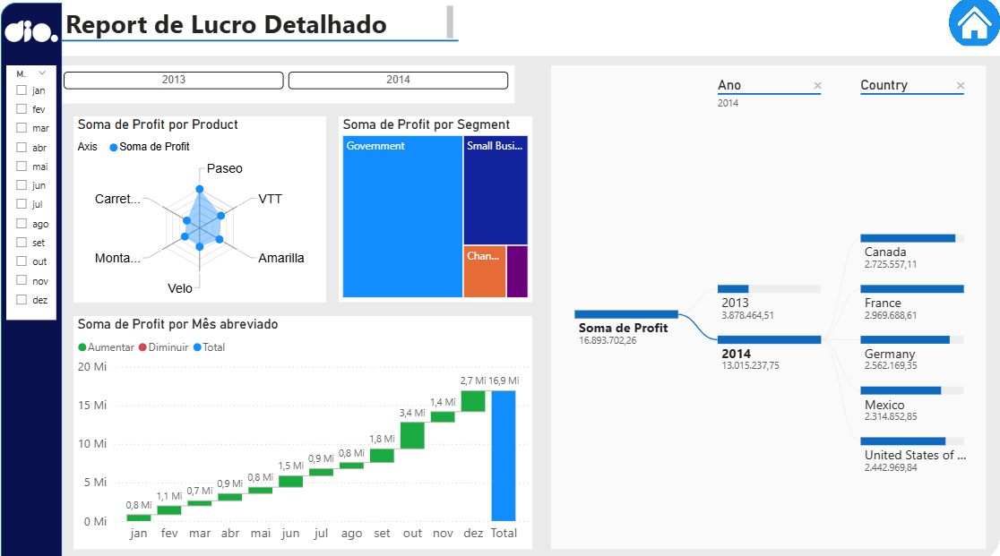 dio.
Report de Lucro Detalhado
M.
jan
fev
mar
abr
mai
jun
jul
ago
set
out
nov
dez
2013
2014
Soma de Profit por Product
Axis
Soma de Profit
Paseo
VTT
Amarilla
Velo
Monta...
Carret...
Soma de Profit por Segment
Government
Small Busi...
Chan...
Soma de Profit por Mês abreviado
Aumentar
Diminuir
Total
20 Mi
15 Mi
10 Mi
5 Mi
0 Mi
0,8 Mi
1,1 Mi
0,7 Mi
0,9 Mi
0,8 Mi
1,5 Mi
0,9 Mi
0,8 Mi
1,8 Mi
3,4 Mi
1,4 Mi
2,7 Mi
16,9 Mi
jan
fev
mar
abr
mai
jun
jul
ago
set
out
nov
dez
Total
Ano
2014
Country
Soma de Profit
16.893.702,26
2013
3.878.464,51
2014
13.015.237,75
Canada
2.725.557,11
France
2.969.688,61
Germany
2.562.169,35
Mexico
2.314.852,85
United States of ...
2.442.969,84